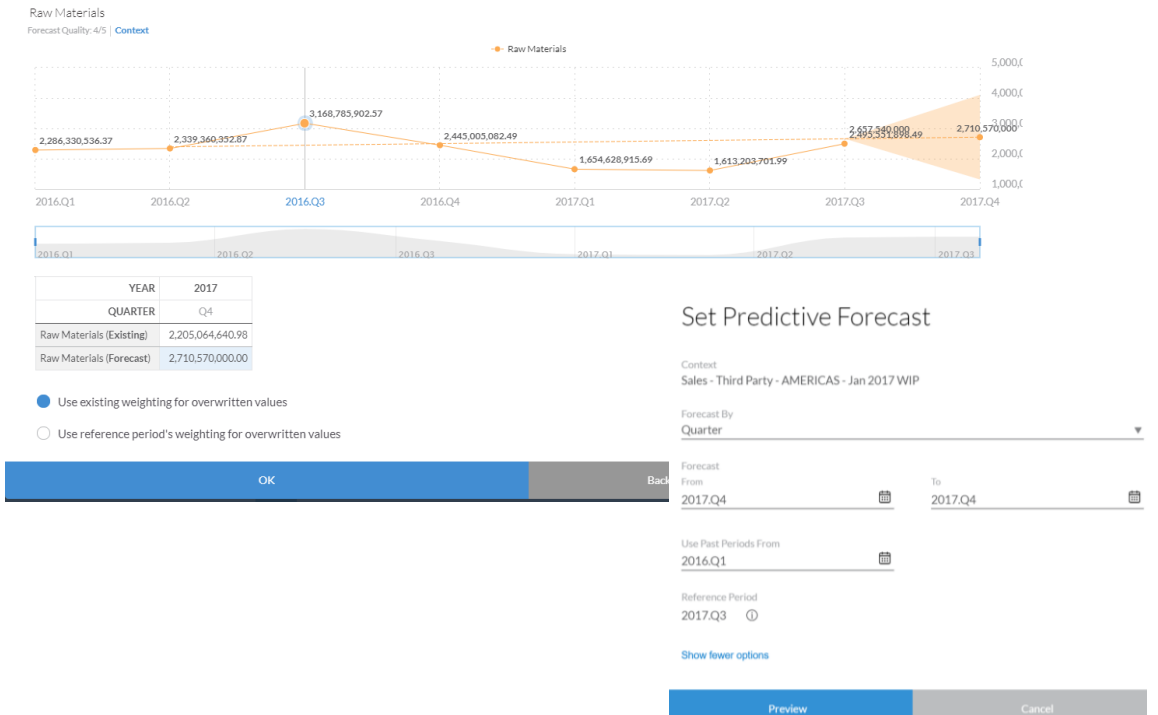 Raw Materials
Forecast Quality: 4/5 | Context
Raw Materials
5,000,(
4,000,(
3,000,(
2,000,(
1,000,(
2,286,330,536.37
2,339,360,352.87
3,168,785,902.57
2,445,005,082.49
1,654,628,915.69
1,613,203,701.99
2,657,540,000
2,495,551,898.49
2,710,570,000
2016.Q1 2016.Q2 2016.Q3 2016.Q4 2017.Q1 2017.Q2 2017.Q3 2017.Q4
2016.Q1 2016.Q2 2016.Q3 2017.Q1 2017.Q2 2017.Q3
YEAR 2017
QUARTER Q4
Raw Materials (Existing) 2,205,064,640.98
Raw Materials (Forecast) 2,710,570,000.00
Use existing weighting for overwritten values
Use reference period's weighting for overwritten values
OK
Back
Set Predictive Forecast
Context
Sales - Third Party - AMERICAS - Jan 2017 WIP
Forecast By
Quarter
Forecast
From To
2017.Q4 2017.Q4
Use Past Periods From
2016.Q1
Reference Period
2017.Q3
Show fewer options
Preview Cancel